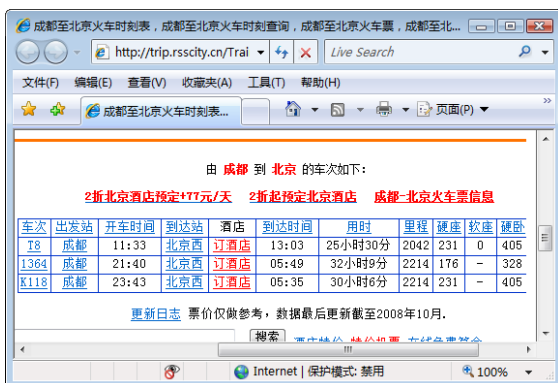 成都至北京火车时刻表，成都至北京火车时刻查询，成都至北京火车票，成都至北...
http://trip.rsscity.cn/Trai Live Search
文件(F) 编辑(E) 查看(V) 收藏夹(A) 工具(T) 帮助(H)
成都至北京火车时刻表... 页面(P)
由 成都 到 北京 的车次如下:
2折北京酒店预定+77元/天 2折起预定北京酒店 成都-北京火车票信息
车次 出发站 开车时间 到达站 酒店 到达时间 用时 里程 硬座 软座 硬卧
T8 成都 11:33 北京西 订酒店 13:03 25小时30分 2042 231 0 405
1364 成都 21:40 北京西 订酒店 05:49 32小时9分 2214 176 - 328
K118 成都 23:43 北京西 订酒店 05:35 30小时6分 2214 231 - 405
更新日志 票价仅做参考，数据最后更新截至2008年10月.
搜索 酒店特价 特价机票
Internet | 保护模式: 禁用 100%